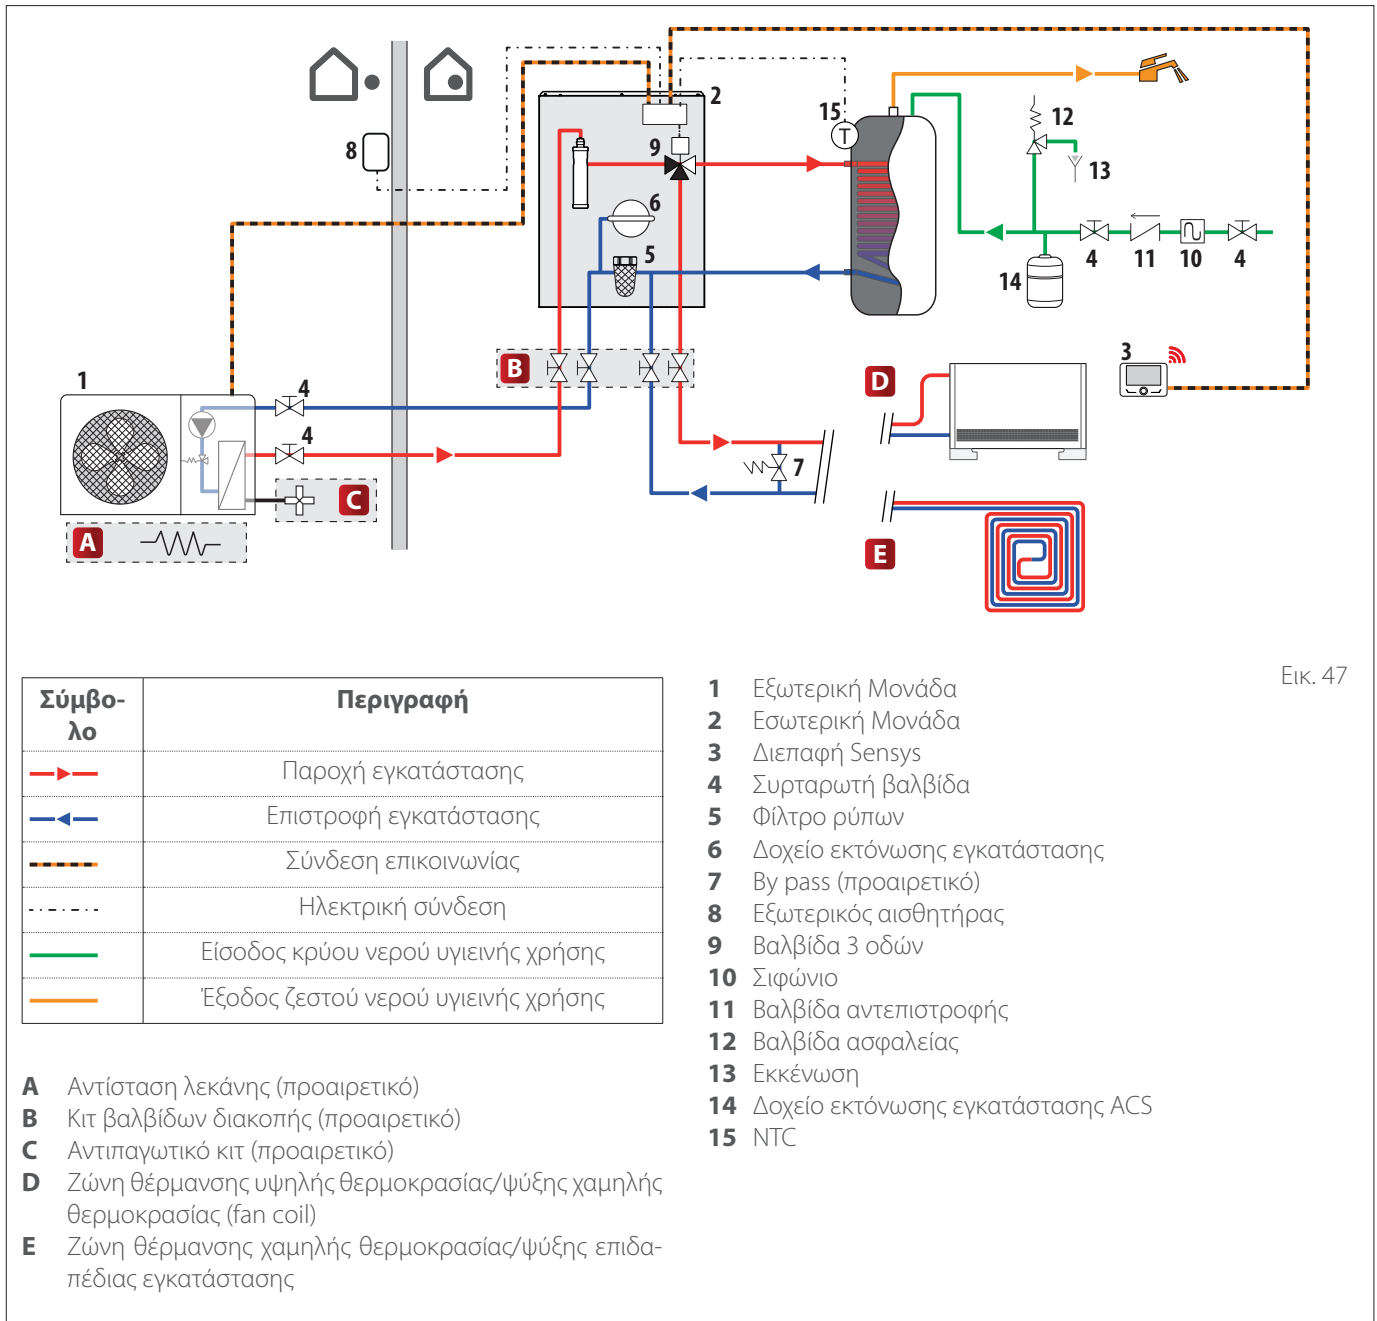 2
15
T
12
8
9
13
6
5
4
11
10
4
14
3
B
D
1
4
4
7
C
A
E
Εικ. 47
Σύμβο-
λο
Περιγραφή
Παροχή εγκατάστασης
Επιστροφή εγκατάστασης
Σύνδεση επικοινωνίας
Ηλεκτρική σύνδεση
Είσοδος κρύου νερού υγιεινής χρήσης
Έξοδος ζεστού νερού υγιεινής χρήσης
A Αντίσταση λεκάνης (προαιρετικό)
B Κιτ βαλβίδων διακοπής (προαιρετικό)
C Αντιπαγωτικό κιτ (προαιρετικό)
D Ζώνη θέρμανσης υψηλής θερμοκρασίας/ψύξης χαμηλής
θερμοκρασίας (fan coil)
E Ζώνη θέρμανσης χαμηλής θερμοκρασίας/ψύξης επιδα-
πέδιας εγκατάστασης
1 Εξωτερική Μονάδα
2 Εσωτερική Μονάδα
3 Διεπαφή Sensys
4 Συρταρωτή βαλβίδα
5 Φίλτρο ρύπων
6 Δοχείο εκτόνωσης εγκατάστασης
7 By pass (προαιρετικό)
8 Εξωτερικός αισθητήρας
9 Βαλβίδα 3 οδών
10 Σιφώνιο
11 Βαλβίδα αντεπιστροφής
12 Βαλβίδα ασφαλείας
13 Εκκένωση
14 Δοχείο εκτόνωσης εγκατάστασης ACS
15 NTC